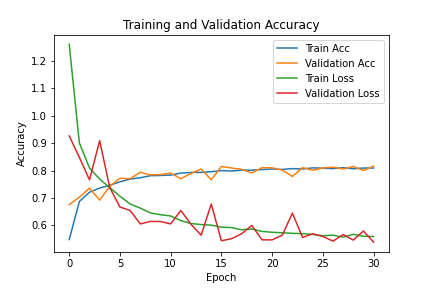 Training and Validation Accuracy
Train Acc
Validation Acc
Train Loss
Validation Loss
Accuracy
1.2
1.1
1.0
0.9
0.8
0.7
0.6
0 5 10 15 20 25 30
Epoch